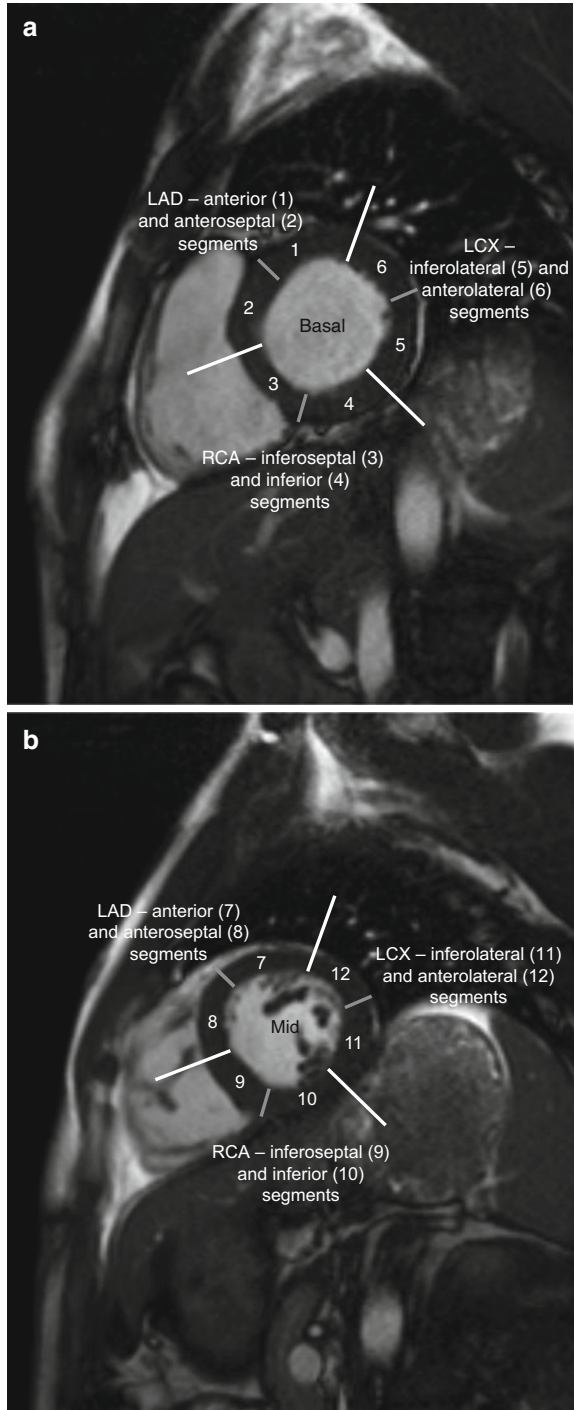 a
LAD – anterior (1)
and anteroseptal (2)
segments
1
6
LCX –
inferolateral (5) and
anterolateral (6)
segments
2
Basal
5
3
4
RCA – inferoseptal (3)
and inferior (4)
segments
b
LAD – anterior (7)
and anteroseptal (8)
segments
7
12
LCX – inferolateral (11)
and anterolateral (12)
segments
8
Mid
11
9
10
RCA – inferoseptal (9)
and inferior (10)
segments